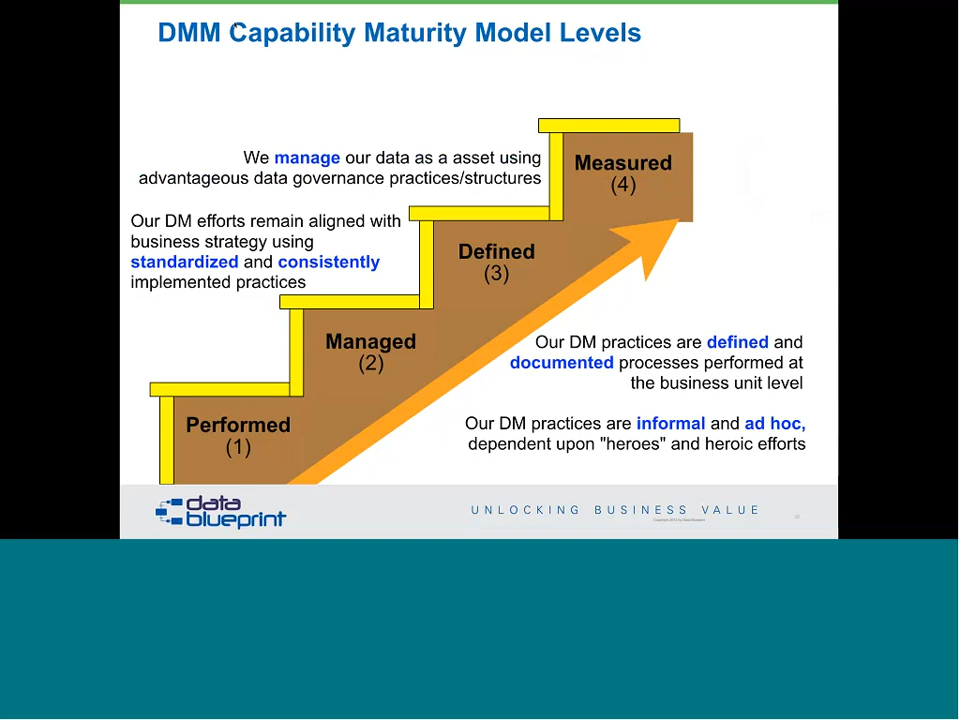 DMM Capability Maturity Model Levels
Measured
(4)
We manage our data as a asset using
advantageous data governance practices/structures
Our DM efforts remain aligned with
business strategy using
standardized and consistently
implemented practices
Defined
(3)
Managed
(2)
Our DM practices are defined and
documented processes performed at
the business unit level
Performed
(1)
Our DM practices are informal and ad hoc,
dependent upon "heroes" and heroic efforts
data
blueprint
UNLOCKING BUSINESS VALUE